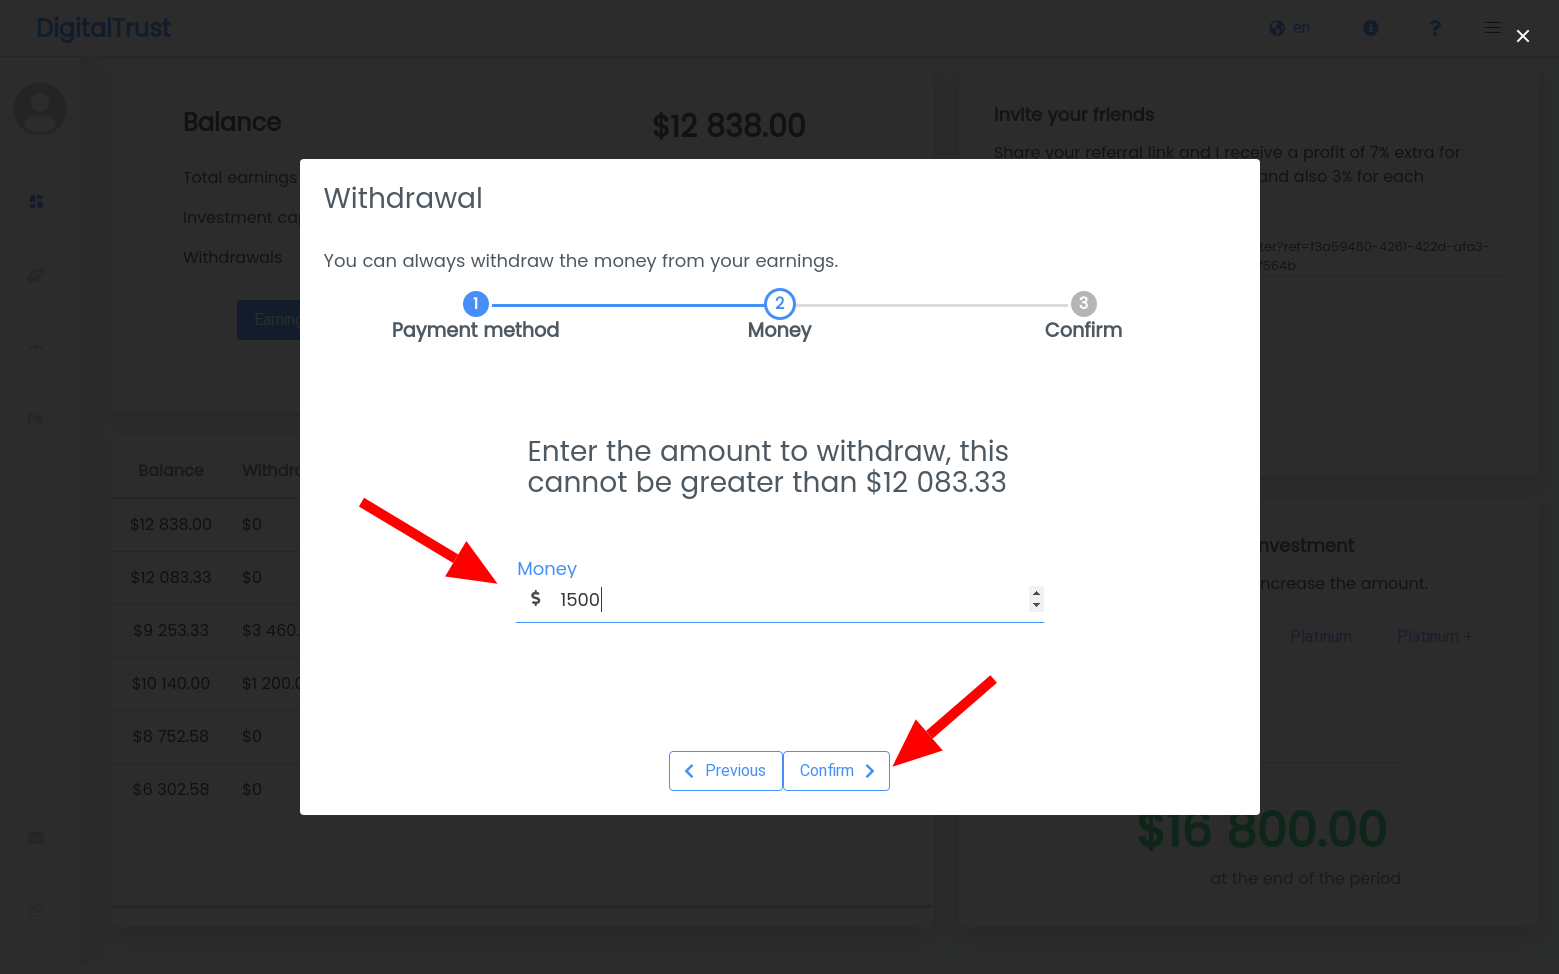 DigitalTrust
en
Balance
$12 838.00
Total earnings
Investment ca
Withdrawals
Earning
Invite your friends
Share your referral link and I receive a profit of 7% extra for
and also 3% for each
ter?ref=f3a59480-4261-422d-afa3-
7564b
Withdrawal
You can always withdraw the money from your earnings.
1
2
3
Payment method
Money
Confirm
Enter the amount to withdraw, this
cannot be greater than $12 083.33
Money
$ 1500
Previous
Confirm
Balance Withdra
$12 838.00 $0
$12 083.33 $0
$9 253.33 $3 460.
$10 140.00 $1 200.0
$8 752.58 $0
$6 302.58 $0
nvestment
ncrease the amount.
Platinum Platinum +
$16 800.00
at the end of the period